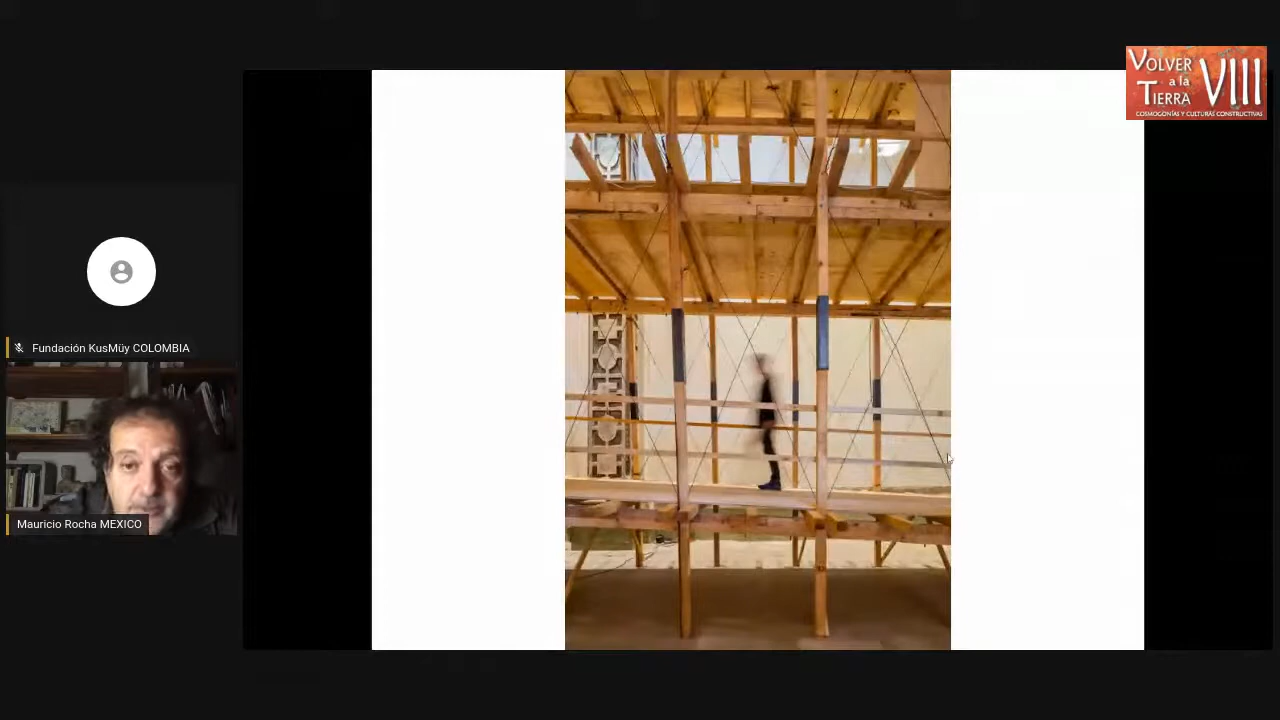 VOLVER
a la
TIERRA
VIII
COSMOGONÍAS Y CULTURAS CONSTRUCTIVAS
Fundación KusMüy COLOMBIA
Mauricio Rocha MEXICO